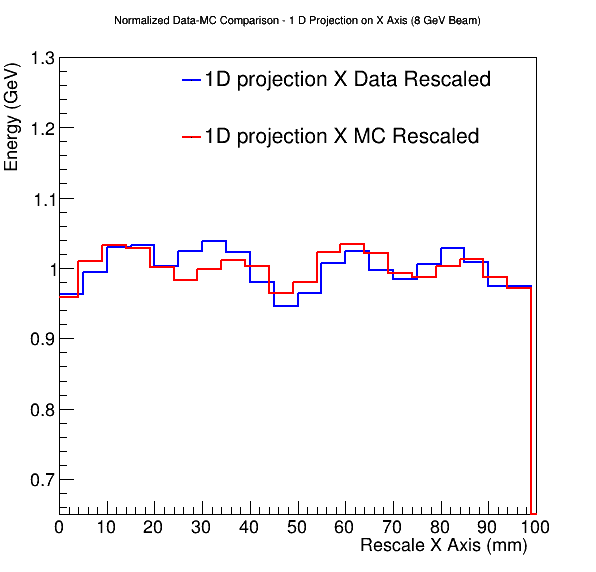 Normalized Data-MC Comparison - 1 D Projection on X Axis (8 GeV Beam)
Energy (GeV)
1D projection X Data Rescaled
1D projection X MC Rescaled
1.3
1.2
1.1
1
0.9
0.8
0.7
0 10 20 30 40 50 60 70 80 90 100
Rescale X Axis (mm)